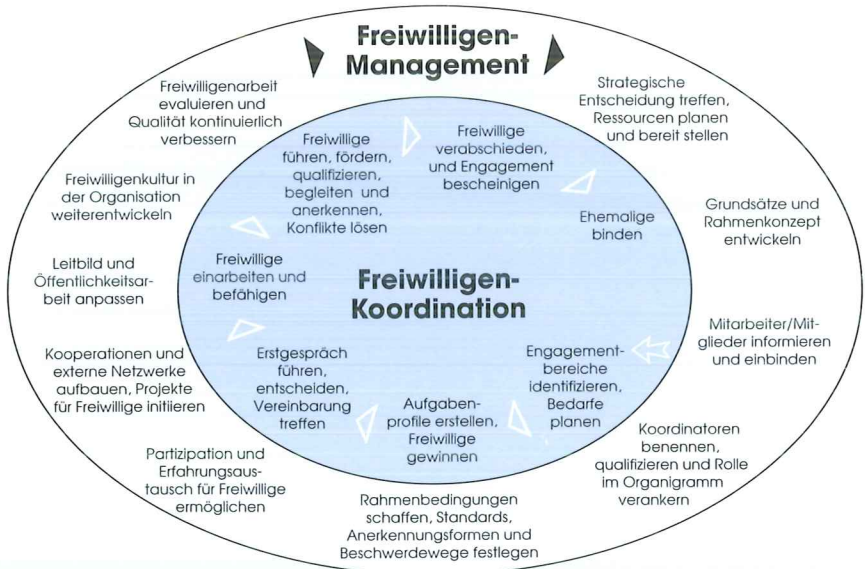 Freiwilligen-
Management
Strategische
Entscheidung treffen,
Ressourcen planen
und bereit stellen
Grundsätze und
Rahmenkonzept
entwickeln
Mitarbeiter/Mit-
glieder informieren
und einbinden
Koordinatoren
benennen,
qualifizieren und Rolle
im Organigramm
verankern
Rahmenbedingungen
schaffen, Standards,
Anerkennungsformen und
Beschwerdewege festlegen
Partizipation und
Erfahrungsaus-
tausch für Freiwillige
ermöglichen
Kooperationen und
externe Netzwerke
aufbauen, Projekte
für Freiwillige initiieren
Leitbild und
Öffentlichkeitsar-
beit anpassen
Freiwilligenkultur in
der Organisation
weiterentwickeln
Freiwilligenarbeit
evaluieren und
Qualität kontinuierlich
verbessern
Freiwilligen-
Koordination
Engagement-
bereiche
identifizieren,
Bedarfe
planen
Aufgaben-
profile erstellen,
Freiwillige
gewinnen
Erstgespräch
führen,
entscheiden,
Vereinbarung
treffen
Freiwillige
einarbeiten und
befähigen
Freiwillige
führen, fördern,
qualifizieren,
begleiten und
anerkennen,
Konflikte lösen
Freiwillige
verabschieden,
und Engagement
bescheinigen
Ehemalige
binden